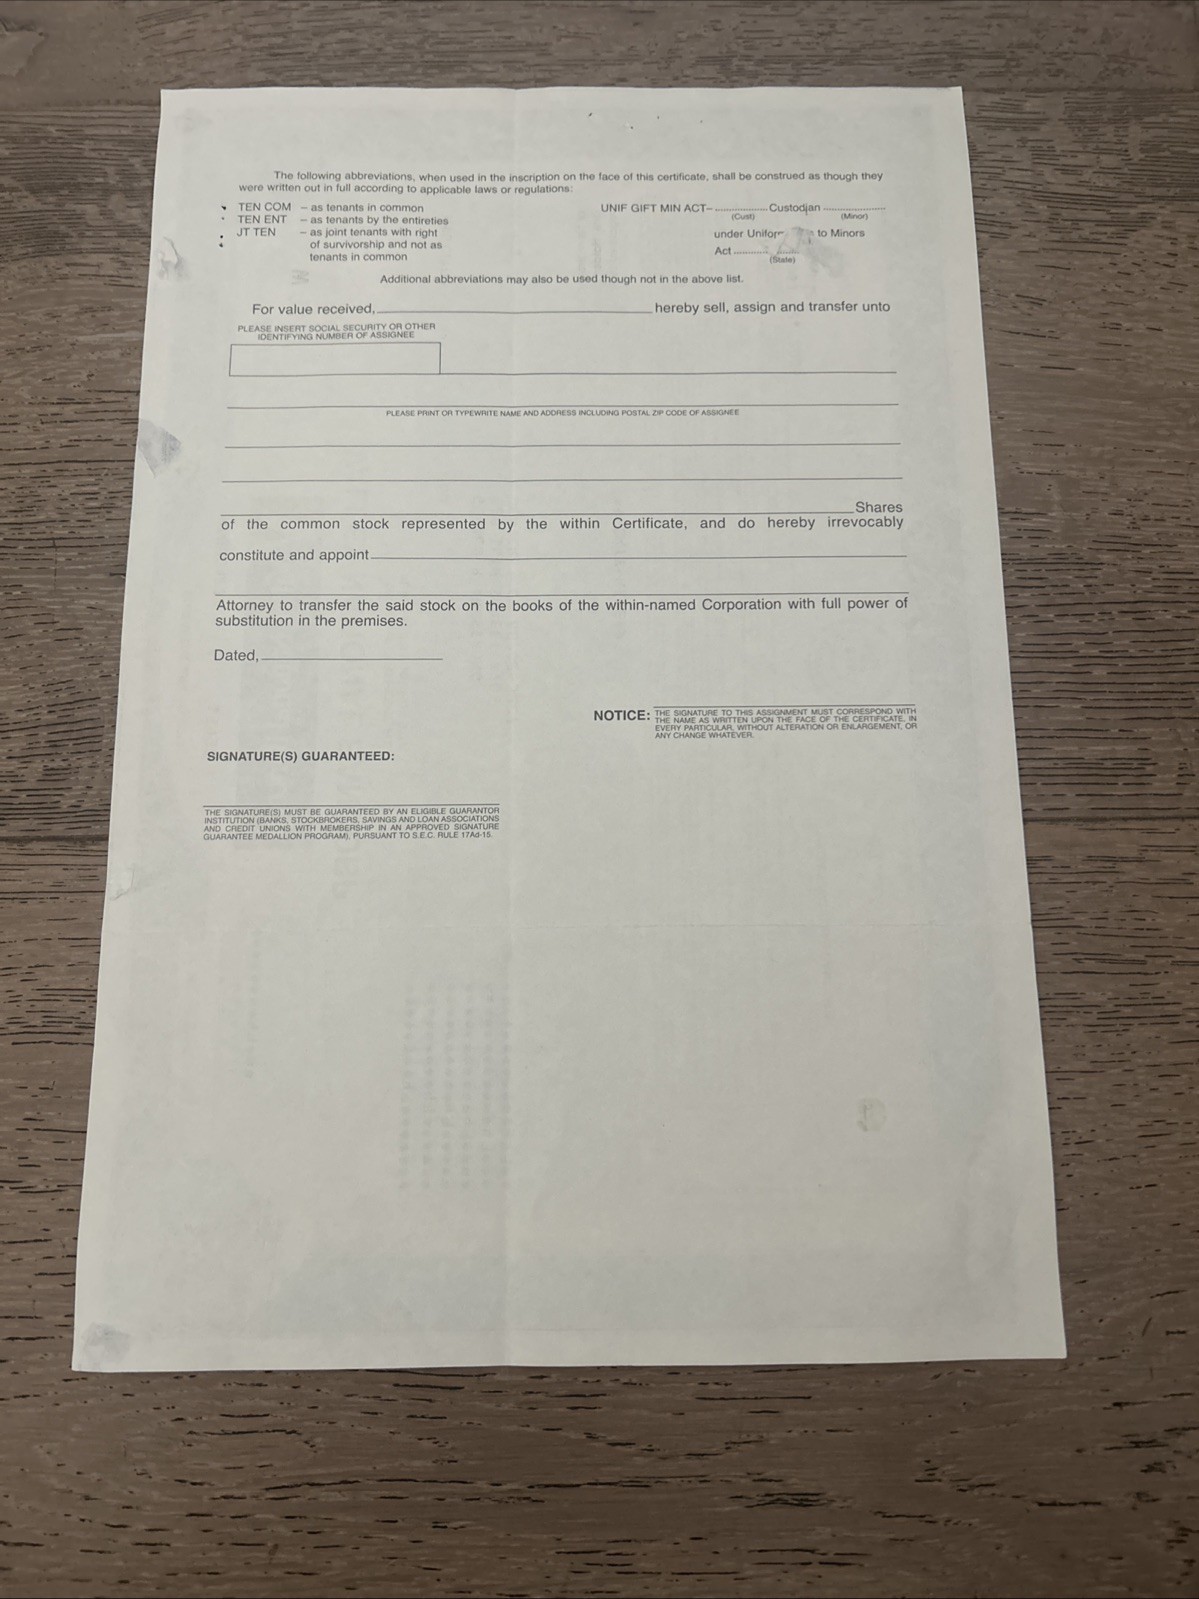 The following abbreviations, when used in the inscription on the face of this certificate, shall be construed as though they
were written out in full according to applicable laws or regulations:
TEN COM – as tenants in common
TEN ENT – as tenants by the entireties
JT TEN – as joint tenants with right
of survivorship and not as
tenants in common
UNIF GIFT MIN ACT– .................. Custodian ......................
(Cust) (Minor)
under to Minors
Act ....................
(State)
Additional abbreviations may also be used though not in the above list.
For value received, hereby sell, assign and transfer unto
PLEASE INSERT SOCIAL SECURITY OR OTHER
IDENTIFYING NUMBER OF ASSIGNEE
PLEASE PRINT OR TYPEWRITE NAME AND ADDRESS INCLUDING POSTAL ZIP CODE OF ASSIGNEE
Shares
of the common stock represented by the within Certificate, and do hereby irrevocably
constitute and appoint
Attorney to transfer the said stock on the books of the within-named Corporation with full power of
substitution in the premises.
Dated,
NOTICE: THE SIGNATURE TO THIS ASSIGNMENT MUST CORRESPOND WITH
THE NAME AS WRITTEN UPON THE FACE OF THE CERTIFICATE, IN
EVERY PARTICULAR, WITHOUT ALTERATION OR ENLARGEMENT, OR
ANY CHANGE WHATEVER.
SIGNATURE(S) GUARANTEED:
THE SIGNATURE(S) MUST BE GUARANTEED BY AN ELIGIBLE GUARANTOR
INSTITUTION (BANKS, STOCKBROKERS, SAVINGS AND LOAN ASSOCIATIONS
AND CREDIT UNIONS WITH MEMBERSHIP IN AN APPROVED SIGNATURE
GUARANTEE MEDALLION PROGRAM), PURSUANT TO S.E.C. RULE 17Ad-15.